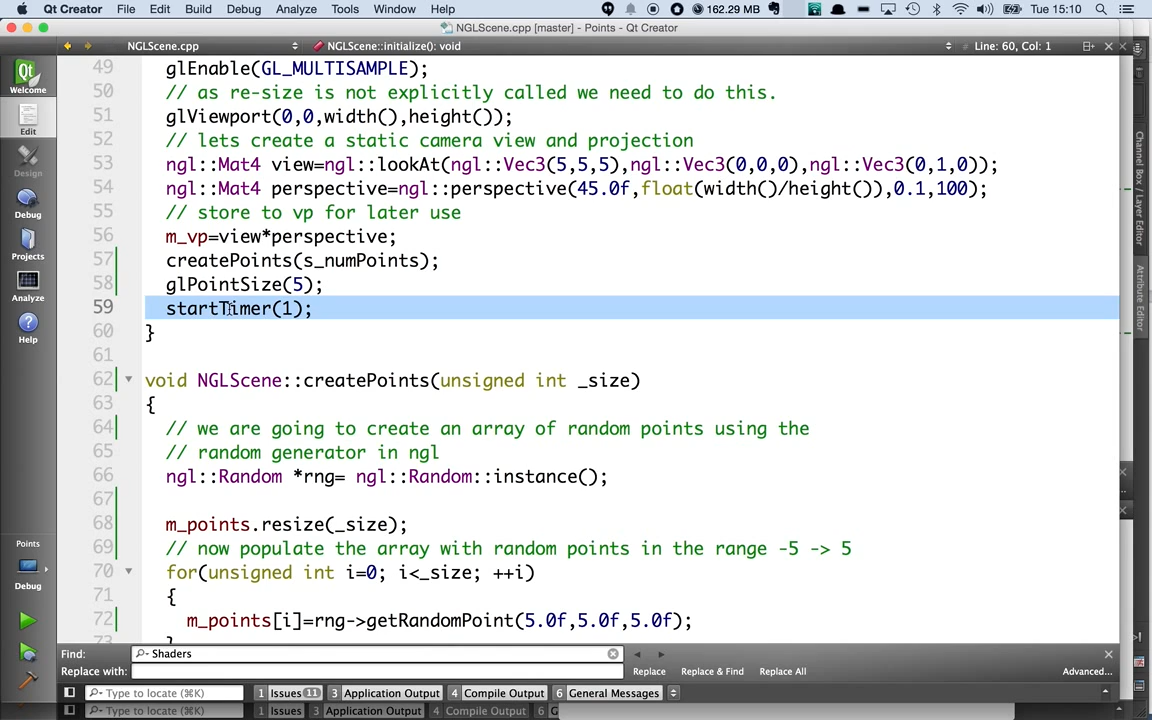 Qt Creator File Edit Build Debug Analyze Tools Window Help 162.29 MB Tue 15:10
NGLScene.cpp [master] - Points - Qt Creator
NGLScene.cpp NGLScene::initialize(): void Line: 60, Col: 1
49 glEnable(GL_MULTISAMPLE);
50 // as re-size is not explicitly called we need to do this.
51 glViewport(0,0,width(),height());
52 // lets create a static camera view and projection
53 ngl::Mat4 view=ngl::lookAt(ngl::Vec3(5,5,5),ngl::Vec3(0,0,0),ngl::Vec3(0,1,0));
54 ngl::Mat4 perspective=ngl::perspective(45.0f,float(width()/height()),0.1,100);
55 // store to vp for later use
56 m_vp=view*perspective;
57 createPoints(s_numPoints);
58 glPointSize(5);
59 startTimer(1);
60 }
61
62 void NGLScene::createPoints(unsigned int _size)
63 {
64 // we are going to create an array of random points using the
65 // random generator in ngl
66 ngl::Random *rng= ngl::Random::instance();
67
68 m_points.resize(_size);
69 // now populate the array with random points in the range -5 -> 5
70 for(unsigned int i=0; i<_size; ++i)
71 {
72 m_points[i]=rng->getRandomPoint(5.0f,5.0f,5.0f);
73 }
Welcome
Edit
Design
Debug
Projects
Analyze
Help
Points
Debug
Channel Box / Layer Editor
Attribute Editor
Find: Shaders
Replace with: Replace Replace & Find Replace All Advanced...
Type to locate (⌘K) 1 Issues 11 3 Application Output 4 Compile Output 6 General Messages
Type to locate (⌘K) 1 Issues 3 Application Output 4 Compile Output 6 G